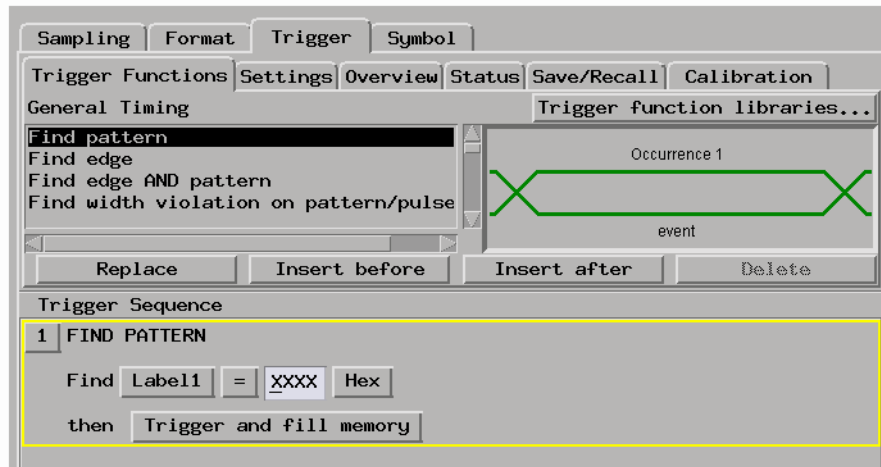 Sampling Format Trigger Symbol
Trigger Functions Settings Overview Status Save/Recall Calibration
General Timing Trigger function libraries...
Find pattern
Find edge
Find edge AND pattern
Find width violation on pattern/pulse
Occurrence 1
event
Replace Insert before Insert after Delete
Trigger Sequence
1 FIND PATTERN
Find Label1 = XXXX Hex
then Trigger and fill memory